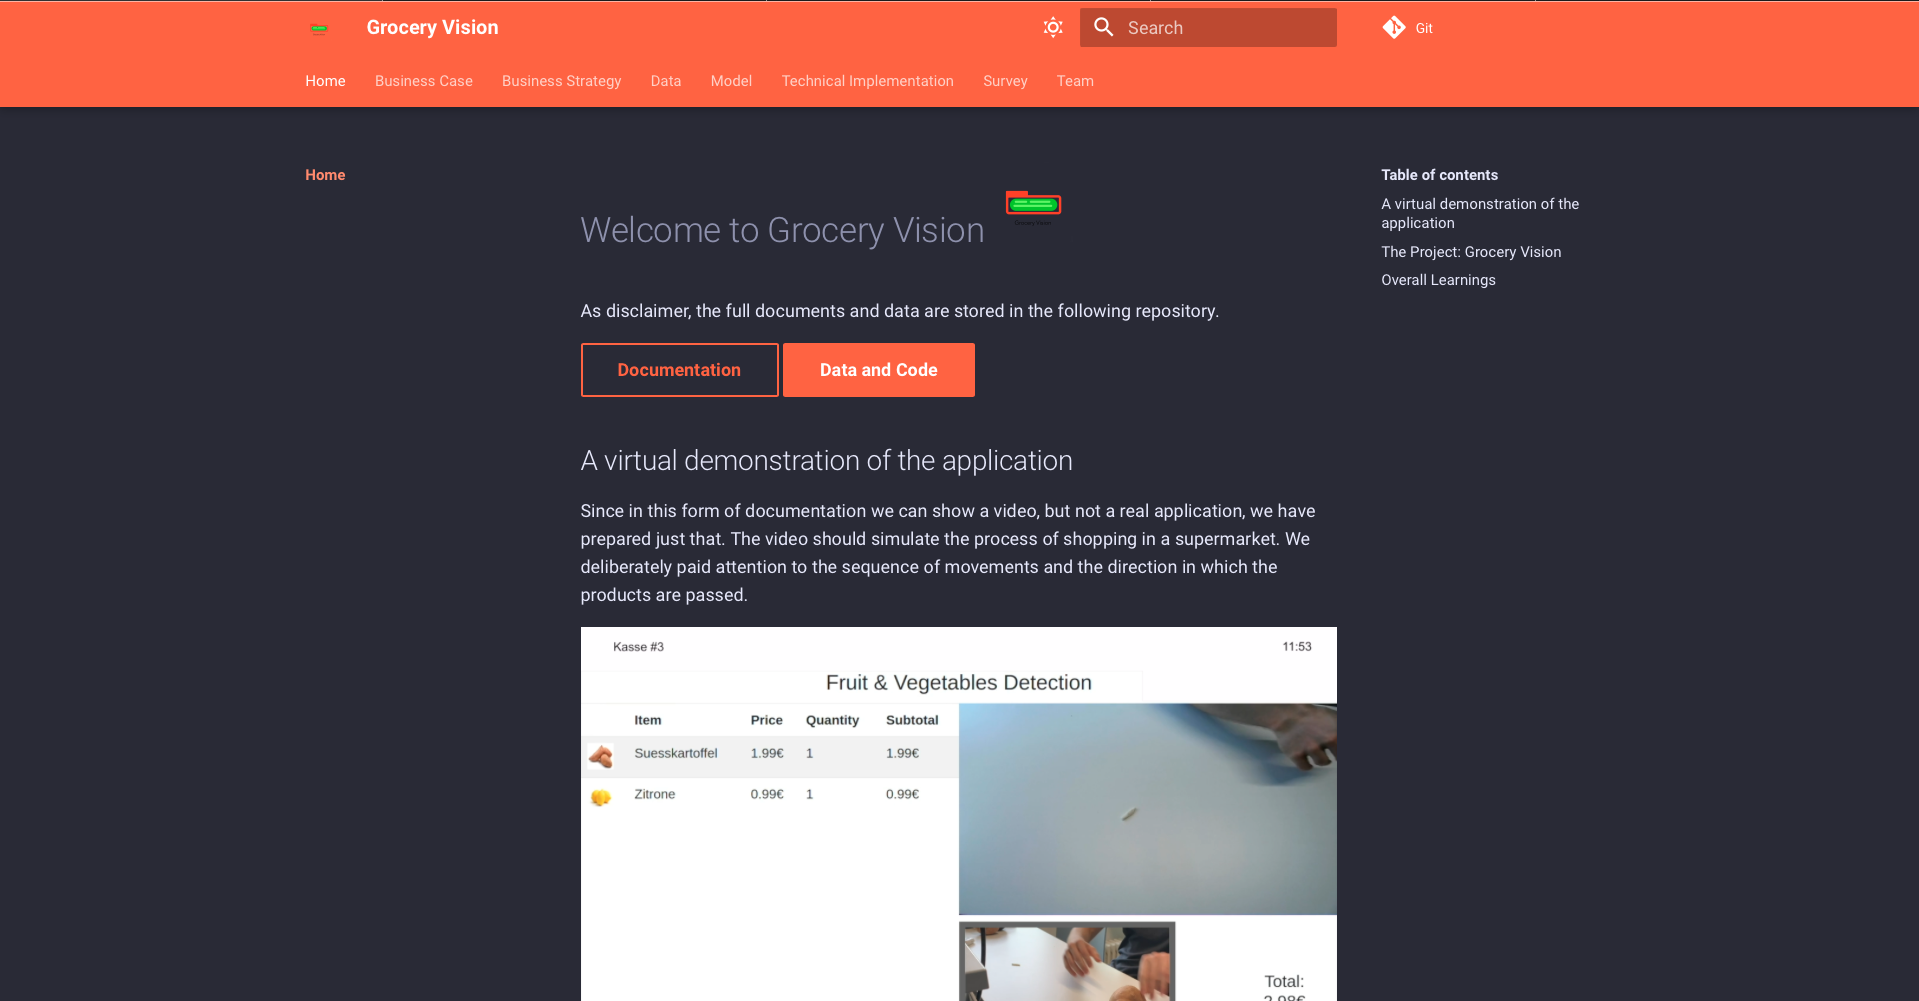 Grocery Vision
Search
Git
Home
Business Case
Business Strategy
Data
Model
Technical Implementation
Survey
Team
Home
Welcome to Grocery Vision
As disclaimer, the full documents and data are stored in the following repository.
Documentation
Data and Code
A virtual demonstration of the application
Since in this form of documentation we can show a video, but not a real application, we have
prepared just that. The video should simulate the process of shopping in a supermarket. We
deliberately paid attention to the sequence of movements and the direction in which the
products are passed.
Kasse #3
11:53
Fruit & Vegetables Detection
Item Price Quantity Subtotal
Suesskartoffel 1.99€ 1 1.99€
Zitrone 0.99€ 1 0.99€
Total:
2.98€
Table of contents
A virtual demonstration of the
application
The Project: Grocery Vision
Overall Learnings